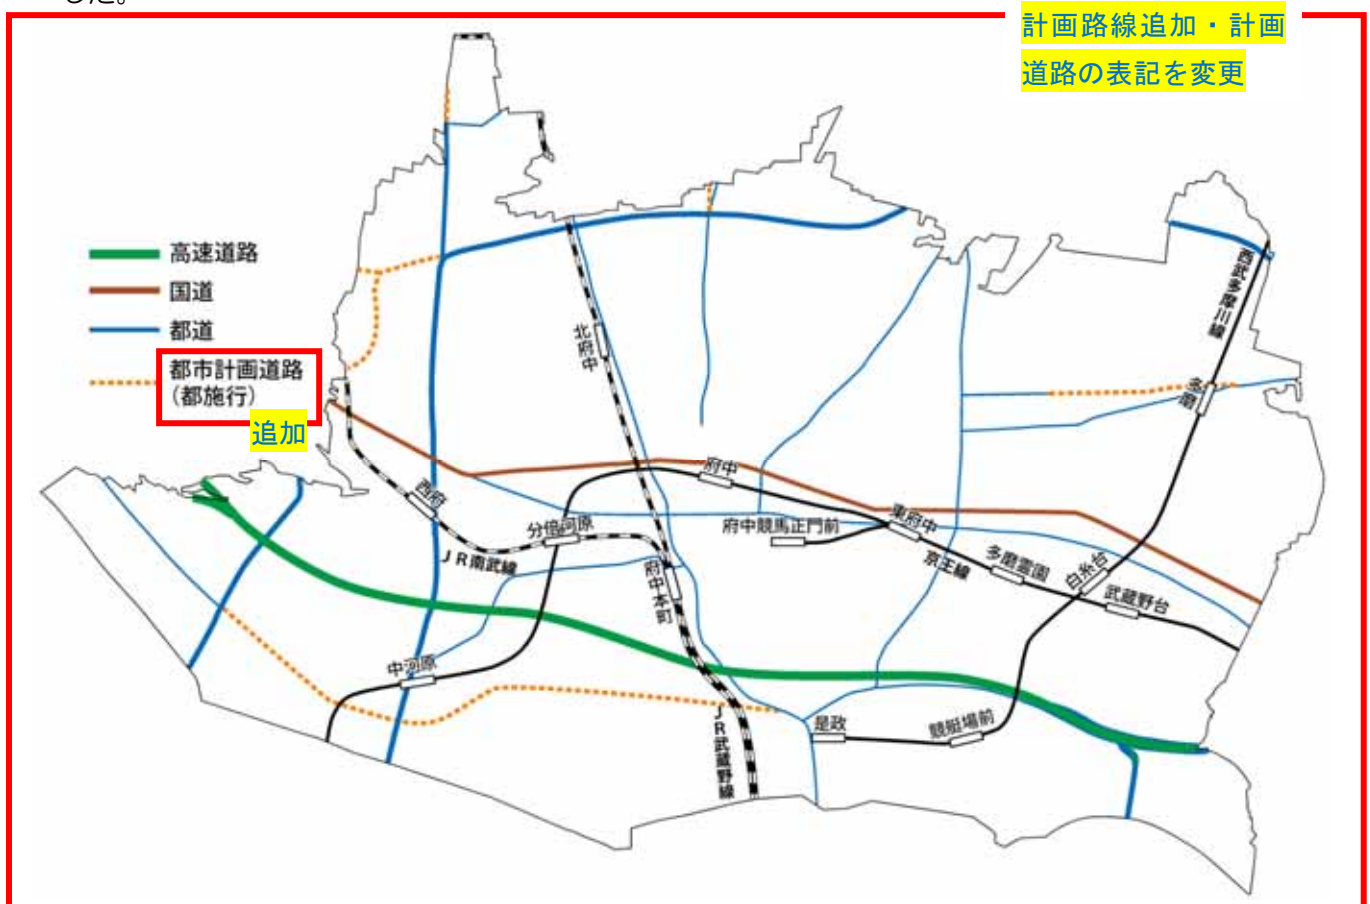 した。
計画路線追加・計画
道路の表記を変更
高速道路
国道
都道
都市計画道路
(都施行)
追加
西武多摩川線
北府中
多磨
府中
西府
分倍河原
府中競馬正門前
東府中
JR南武線
京王線
多磨霊園
白糸台
武蔵野台
府中本町
中河原
是政
競艇場前
JR武蔵野線